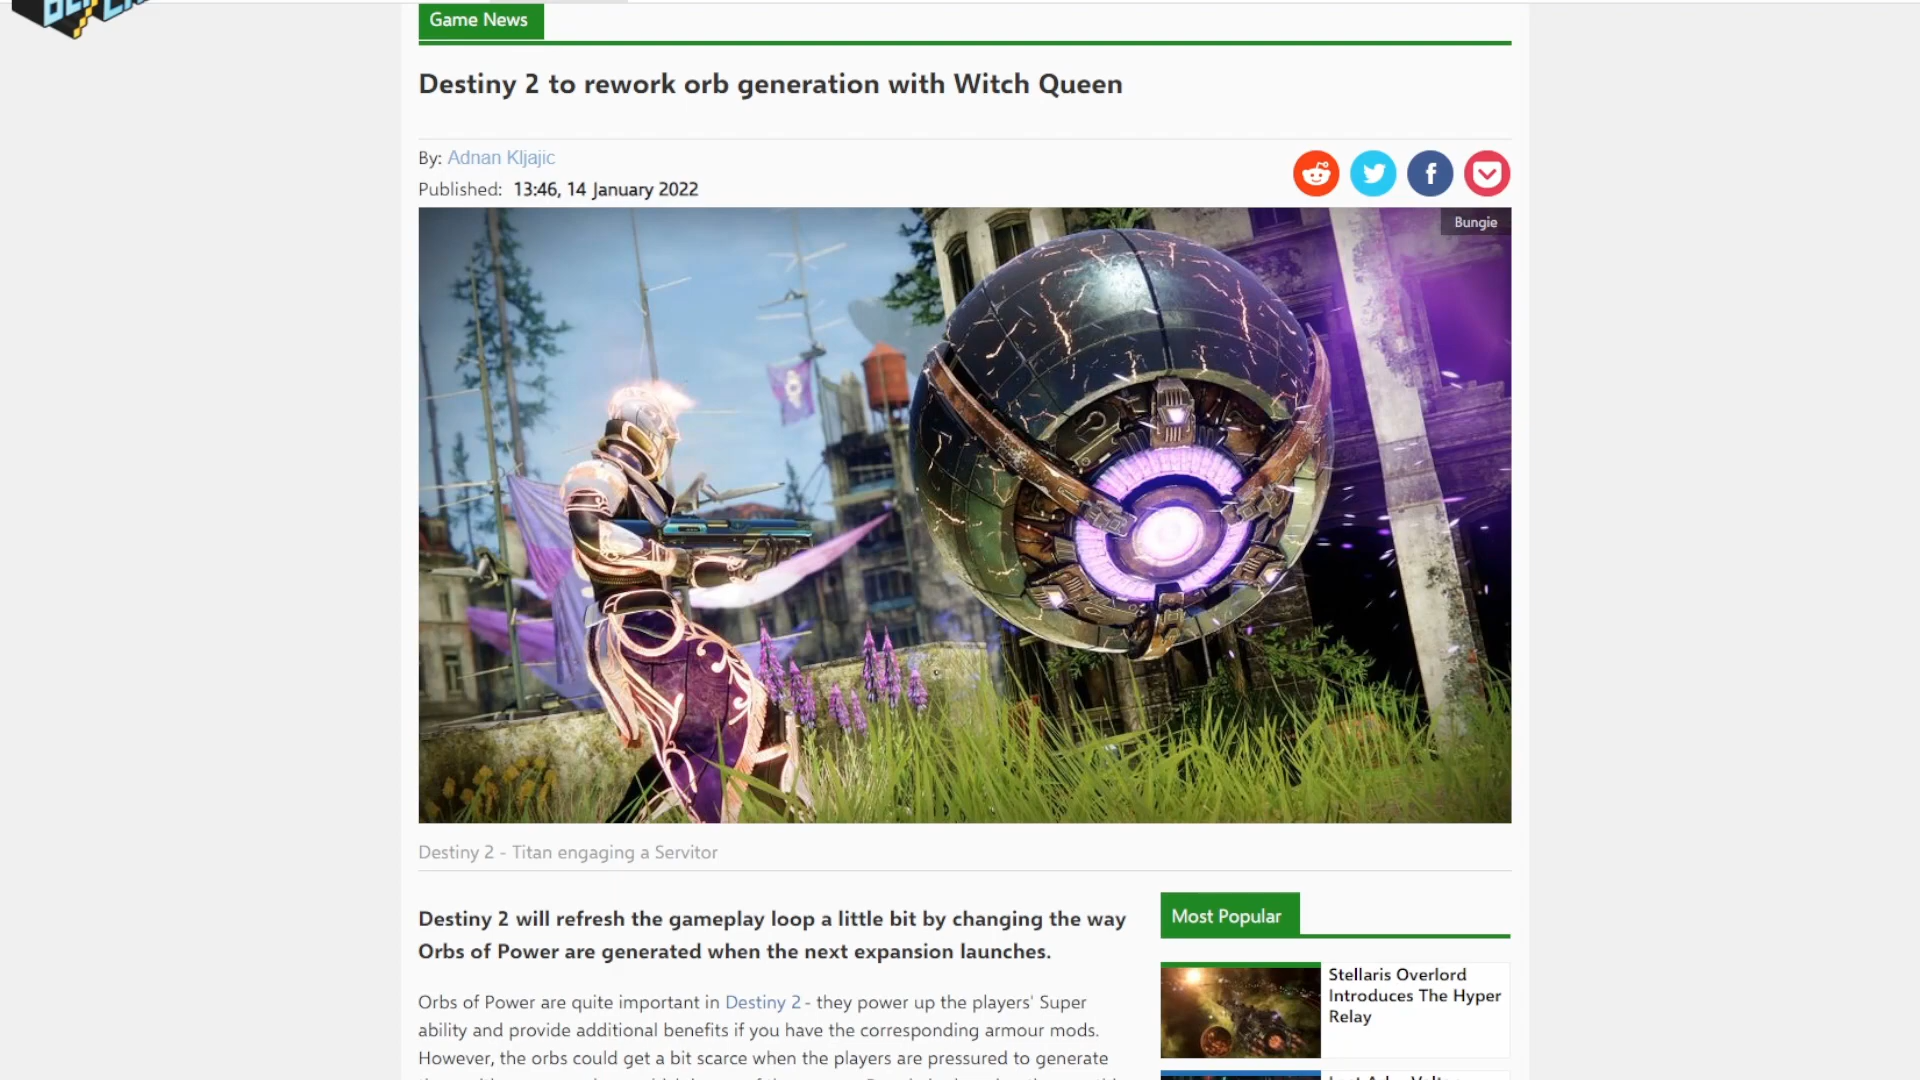 Game News
Destiny 2 to rework orb generation with Witch Queen
By: Adnan Kljajic
Published: 13:46, 14 January 2022
Bungie
Destiny 2 - Titan engaging a Servitor
Destiny 2 will refresh the gameplay loop a little bit by changing the way
Orbs of Power are generated when the next expansion launches.
Orbs of Power are quite important in Destiny 2 - they power up the players' Super
ability and provide additional benefits if you have the corresponding armour mods.
However, the orbs could get a bit scarce when the players are pressured to generate
Most Popular
Stellaris Overlord
Introduces The Hyper
Relay